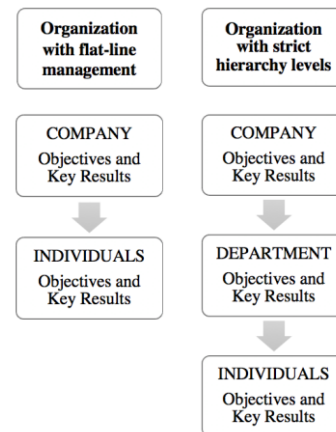 Organization
with flat-line
management
Organization
with strict
hierarchy levels
COMPANY
Objectives and
Key Results
COMPANY
Objectives and
Key Results
INDIVIDUALS
Objectives and
Key Results
DEPARTMENT
Objectives and
Key Results
INDIVIDUALS
Objectives and
Key Results